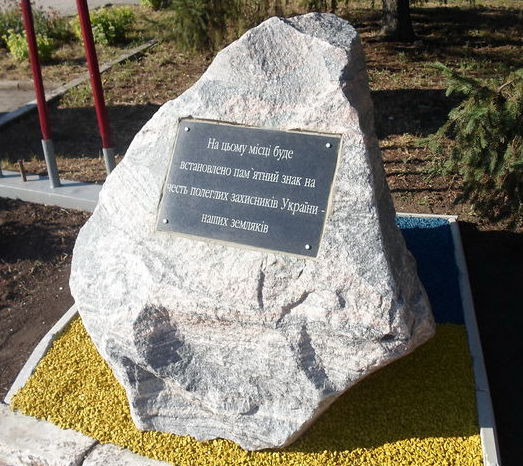 На цьому місці буде
встановлено пам ятний знак на
честь полеглих захисників України -
наших земляків